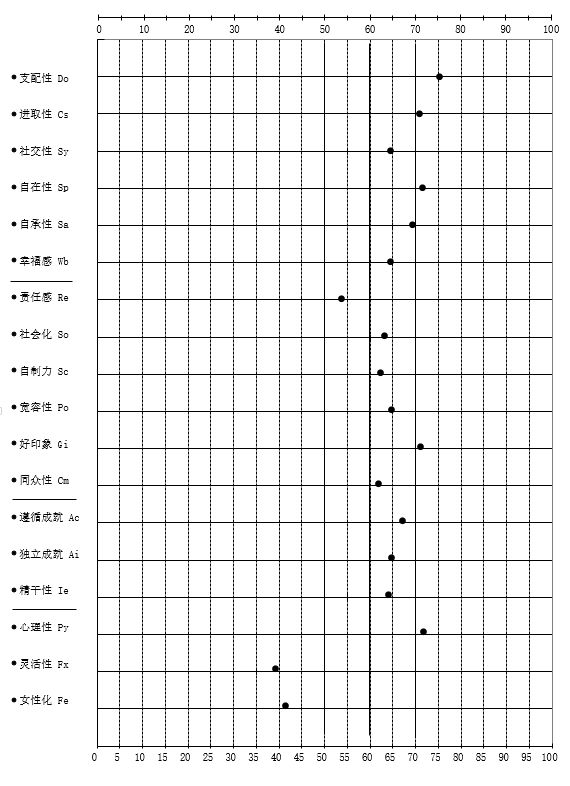 0 10 20 30 40 50 60 70 80 90 100
支配性 Do
进取性 Cs
社交性 Sy
自在性 Sp
自承性 Sa
幸福感 Wb
责任感 Re
社会化 So
自制力 Sc
宽容性 Po
好印象 Gi
同众性 Cm
遵循成就 Ac
独立成就 Ai
精干性 Ie
心理性 Py
灵活性 Fx
女性化 Fe
0 5 10 15 20 25 30 35 40 45 50 55 60 65 70 75 80 85 90 95 100